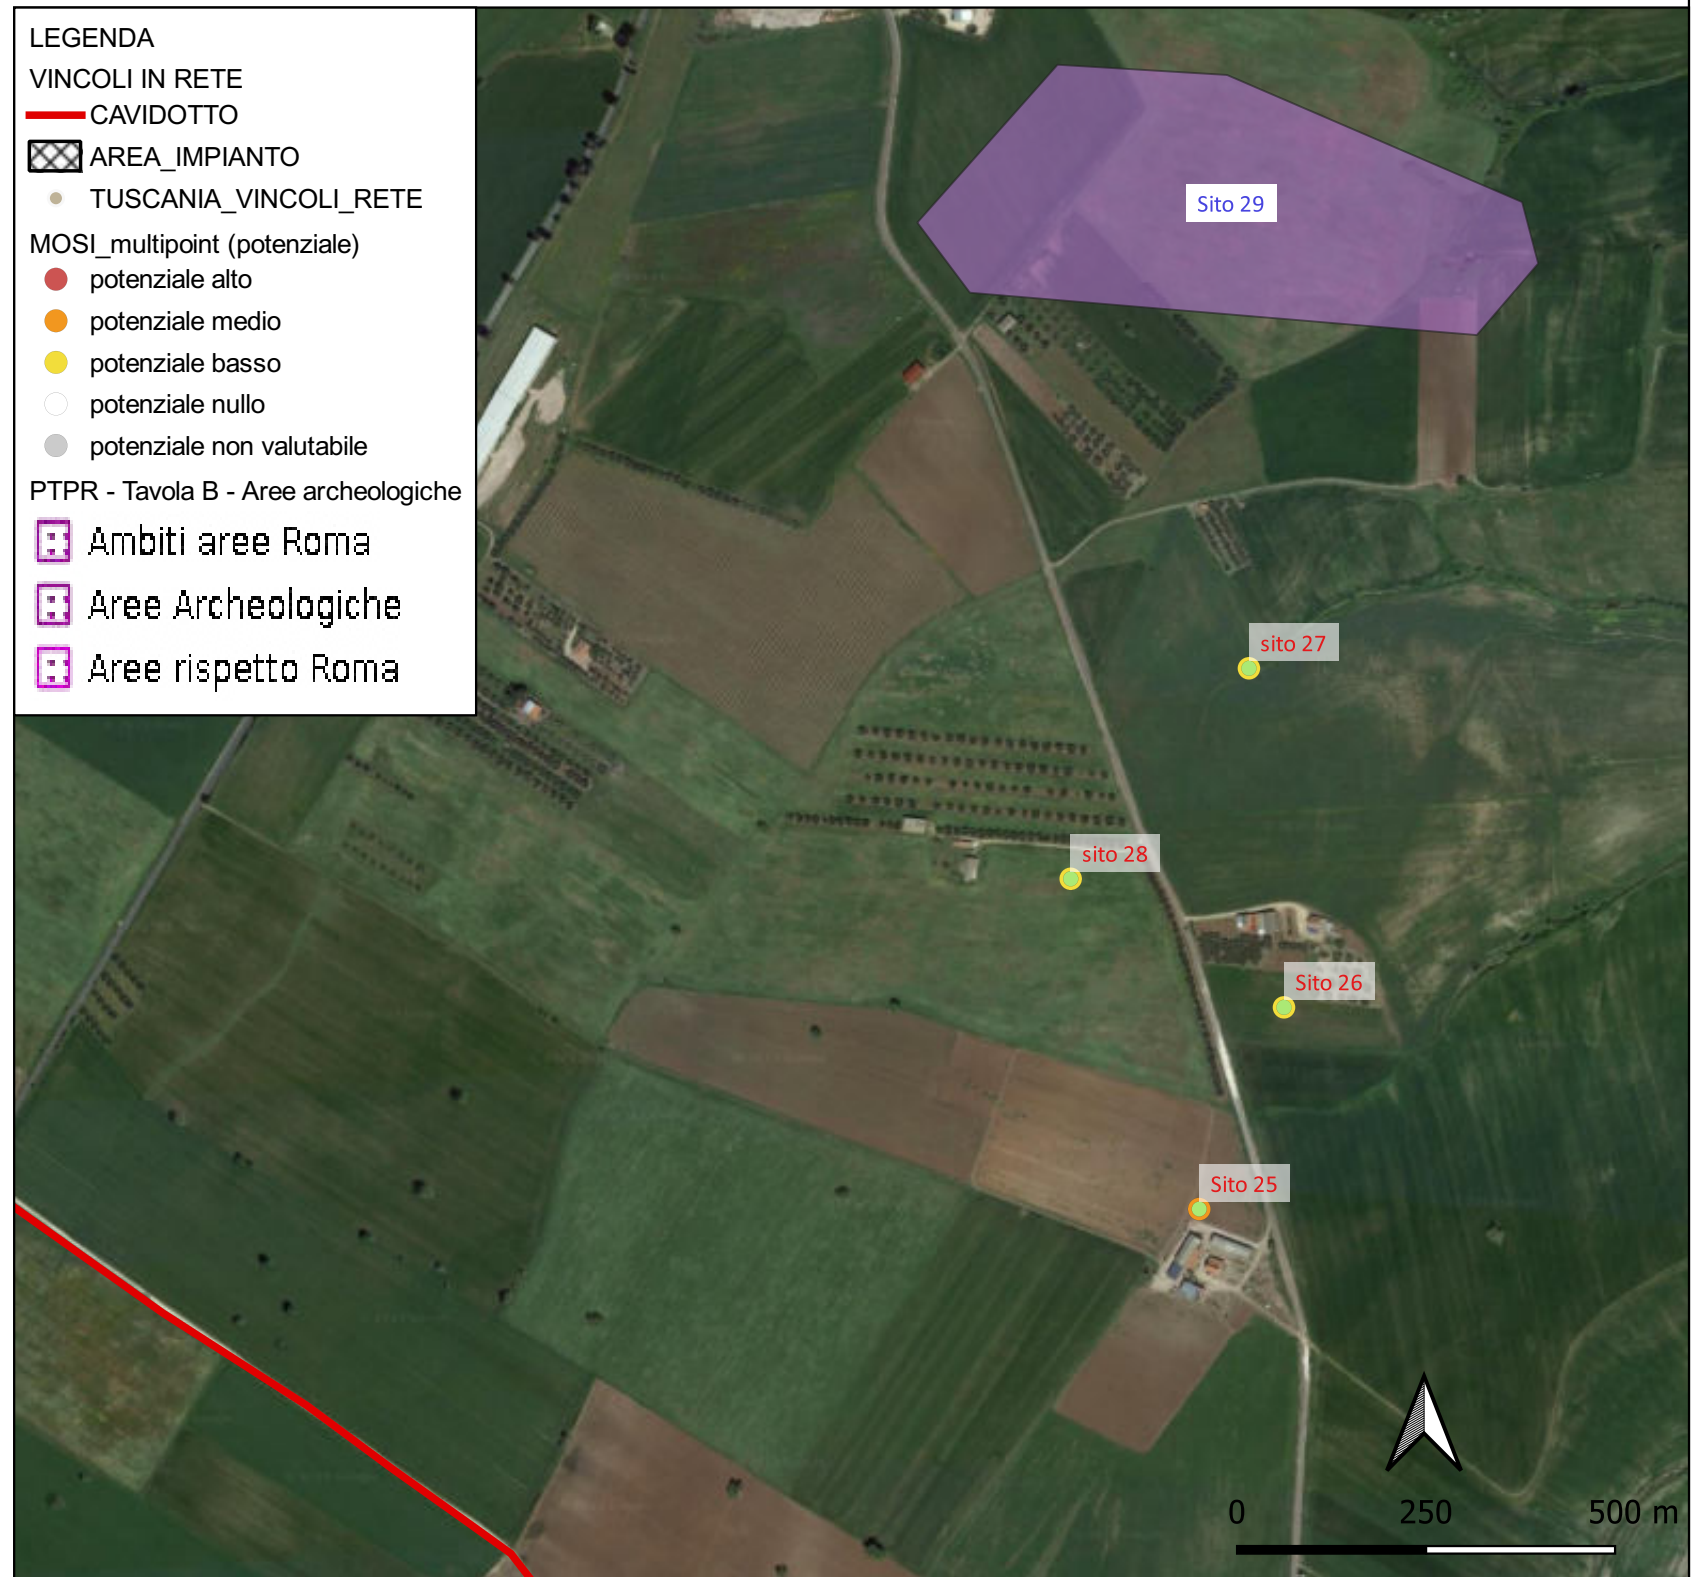 LEGENDA
VINCOLI IN RETE
CAVIDOTTO
AREA_IMPIANTO
TUSCANIA_VINCOLI_RETE
MOSI_multipoint (potenziale)
potenziale alto
potenziale medio
potenziale basso
potenziale nullo
potenziale non valutabile
PTPR - Tavola B - Aree archeologiche
Ambiti aree Roma
Aree Archeologiche
Aree rispetto Roma
Sito 29
sito 27
sito 28
Sito 26
Sito 25
0 250 500 m